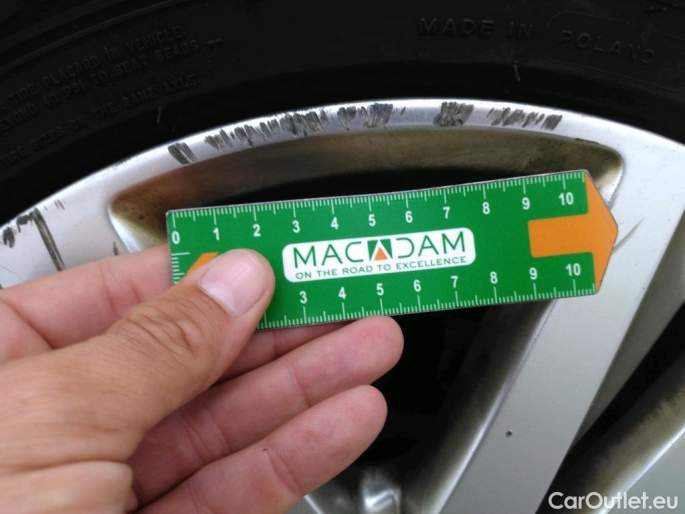 MADE IN POLAND
0 1 2 3 4 5 6 7 8 9 10
MACADAM
ON THE ROAD TO EXCELLENCE
3 4 5 6 7 8 9 10
CarOutlet.eu